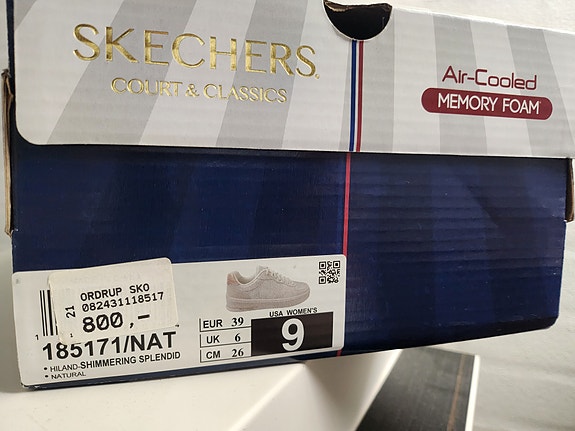 SKECHERS
COURT & CLASSICS
Air-Cooled
MEMORY FOAM
21
ORDRUP SKO
082431118517
800,-
185171/NAT
• HILAND-SHIMMERING SPLENDID
• NATURAL
EUR 39
UK 6
CM 26
USA WOMEN'S
9